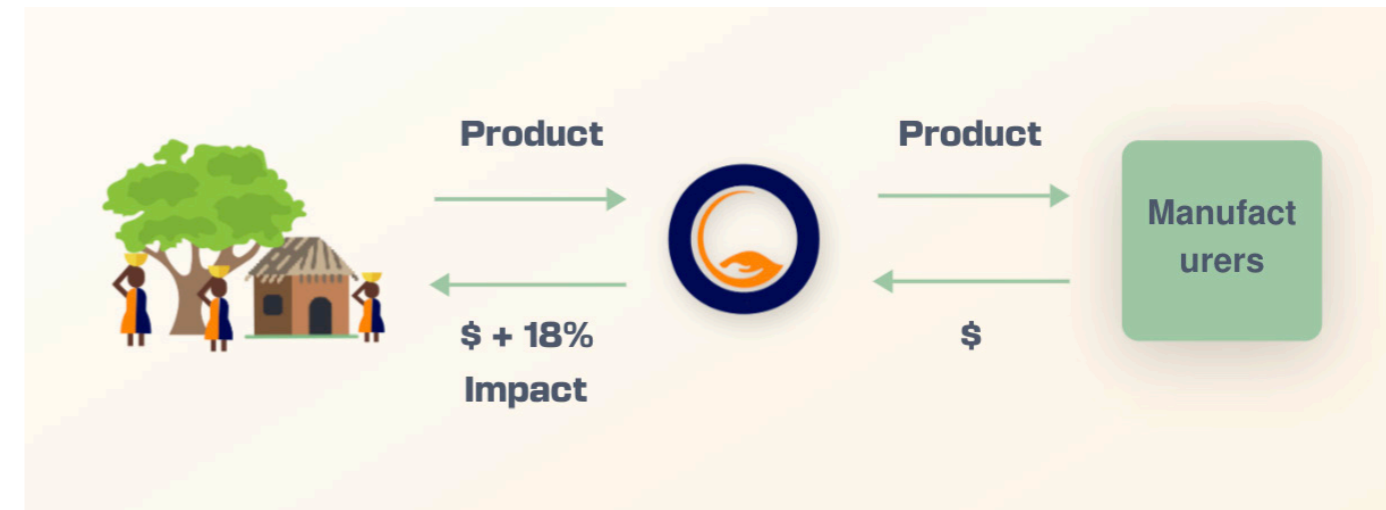 Product
$ + 18%
Impact
Product
$
Manufact
urers